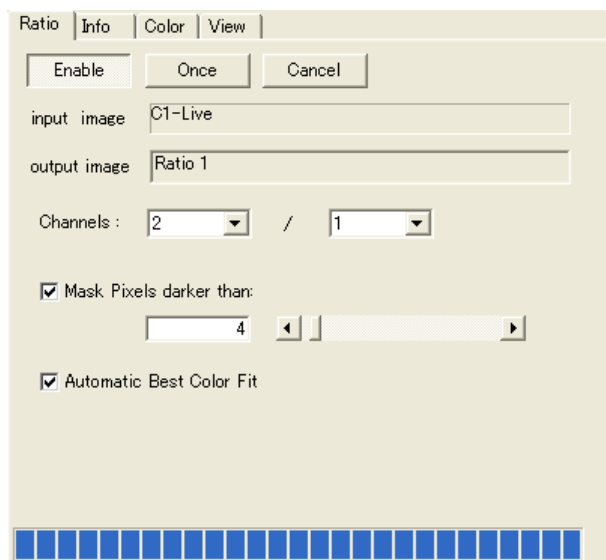 Ratio Info Color View
Enable Once Cancel
input image C1-Live
output image Ratio 1
Channels : 2 / 1
Mask Pixels darker than:
4
Automatic Best Color Fit